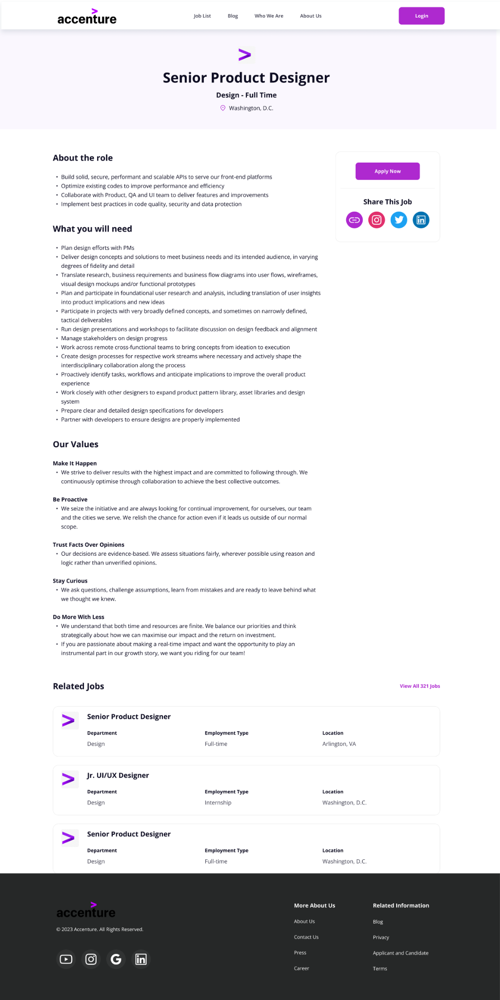 accenture
Job List
Blog
Who We Are
About Us
Login
Senior Product Designer
Design - Full Time
Washington, D.C.
About the role
• Build solid, secure, performant and scalable APIs to serve our front-end platforms
• Optimize existing codes to improve performance and efficiency
• Collaborate with Product, QA and UI team to deliver features and improvements
• Implement best practices in code quality, security and data protection
Apply Now
Share This Job
What you will need
• Plan design efforts with PMs
• Deliver design concepts and solutions to meet business needs and its intended audience, in varying
degrees of fidelity and detail
• Translate research, business requirements and business flow diagrams into user flows, wireframes,
visual design mockups and/or functional prototypes
• Plan and participate in foundational user research and analysis, including translation of user insights
into product implications and new ideas
• Participate in projects with very broadly defined concepts, and sometimes on narrowly defined,
tactical deliverables
• Run design presentations and workshops to facilitate discussion on design feedback and alignment
• Manage stakeholders on design progress
• Work across remote cross-functional teams to bring concepts from ideation to execution
• Create design processes for respective work streams where necessary and actively shape the
interdisciplinary collaboration along the process
• Proactively identify tasks, workflows and anticipate implications to improve the overall product
experience
• Work closely with other designers to expand product pattern library, asset libraries and design
system
• Prepare clear and detailed design specifications for developers
• Partner with developers to ensure designs are properly implemented
Our Values
Make It Happen
• We strive to deliver results with the highest impact and are committed to following through. We
continuously optimise through collaboration to achieve the best collective outcomes.
Be Proactive
• We seize the initiative and are always looking for continual improvement, for ourselves, our team
and the cities we serve. We relish the chance for action even if it leads us outside of our normal
scope.
Trust Facts Over Opinions
• Our decisions are evidence-based. We assess situations fairly, wherever possible using reason and
logic rather than unverified opinions.
Stay Curious
• We ask questions, challenge assumptions, learn from mistakes and are ready to leave behind what
we thought we knew.
Do More With Less
• We understand that both time and resources are finite. We balance our priorities and think
strategically about how we can maximise our impact and the return on investment.
• If you are passionate about making a real-time impact and want the opportunity to play an
instrumental part in our growth story, we want you riding for our team!
Related Jobs
View All 321 Jobs
Senior Product Designer
Department
Employment Type
Location
Design
Full-time
Arlington, VA
Jr. UI/UX Designer
Department
Employment Type
Location
Design
Internship
Washington, D.C.
Senior Product Designer
Department
Employment Type
Location
Design
Full-time
Washington, D.C.
accenture
© 2023 Accenture. All Rights Reserved.
More About Us
About Us
Contact Us
Press
Career
Related Information
Blog
Privacy
Applicant and Candidate
Terms